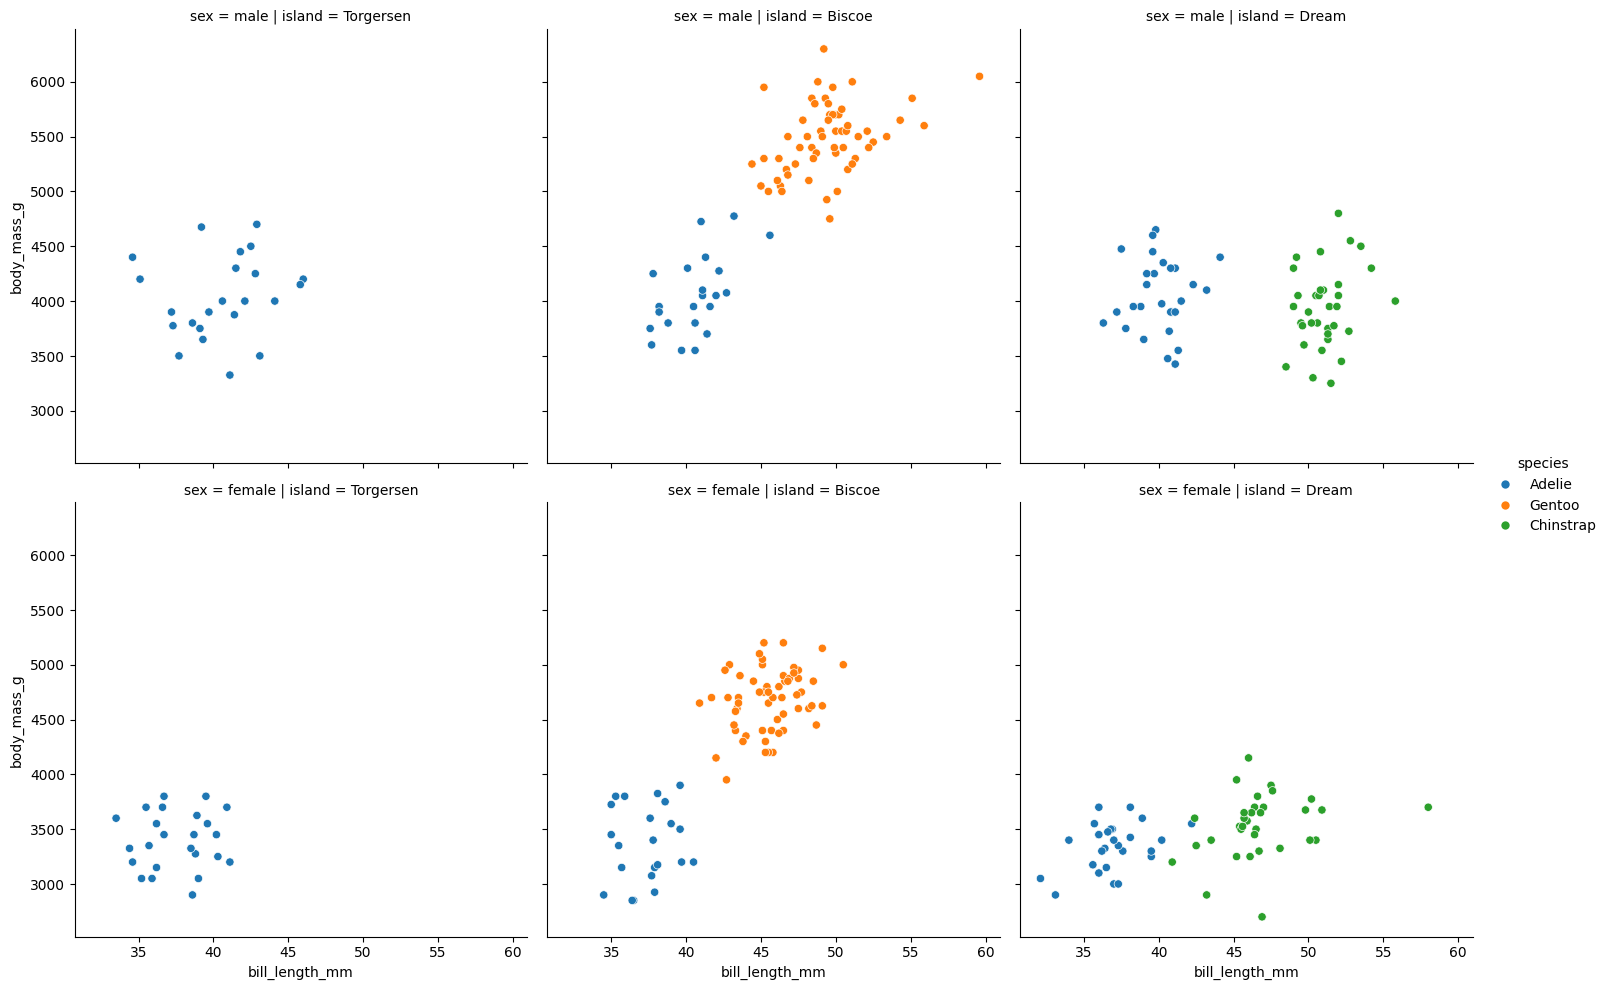 sex = male | island = Torgersen
sex = male | island = Biscoe
sex = male | island = Dream
body_mass_g
6000
5500
5000
4500
4000
3500
3000
sex = female | island = Torgersen
sex = female | island = Biscoe
sex = female | island = Dream
body_mass_g
6000
5500
5000
4500
4000
3500
3000
35 40 45 50 55 60
35 40 45 50 55 60
35 40 45 50 55 60
bill_length_mm
bill_length_mm
bill_length_mm
species
Adelie
Gentoo
Chinstrap